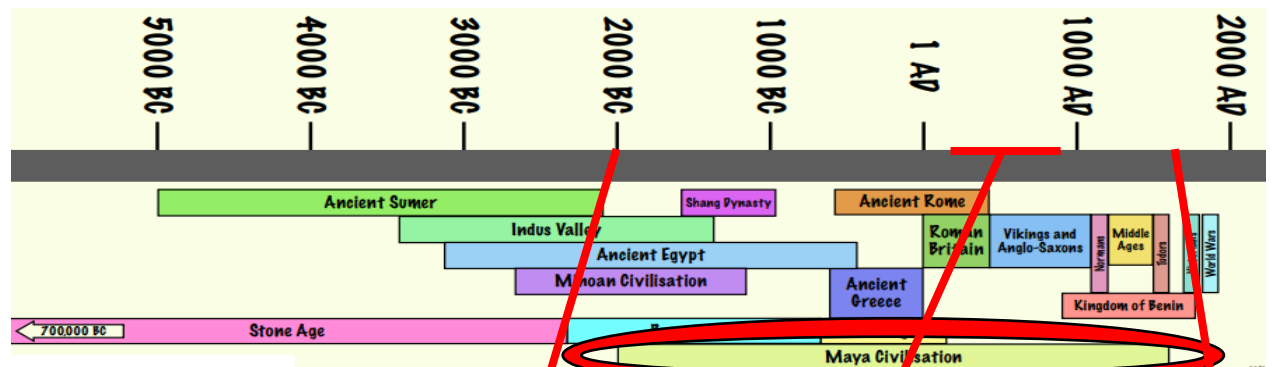 5000 BC
4000 BC
3000 BC
2000 BC
1000 BC
1 AD
1000 AD
2000 AD
Ancient Sumer
Shang Dynasty
Ancient Rome
Indus Valley
Roman
Britain
Vikings and
Anglo-Saxons
Normans
Middle
Ages
Tudors
World Wars
Ancient Egypt
Minoan Civilisation
Ancient
Greece
Kingdom of Benin
700,000 BC
Stone Age
Maya Civilisation